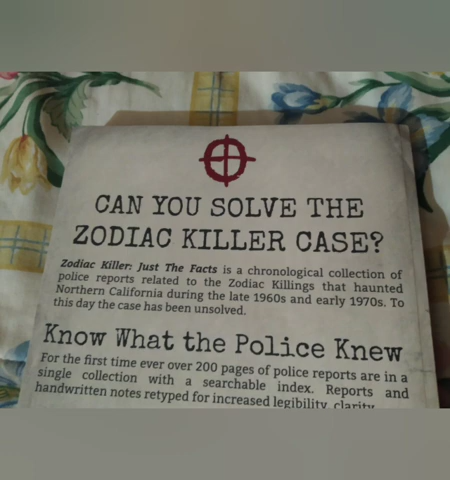 CAN YOU SOLVE THE
ZODIAC KILLER CASE?
Zodiac Killer: Just The Facts is a chronological collection of
police reports related to the Zodiac Killings that haunted
Northern California during the late 1960s and early 1970s. To
this day the case has been unsolved.
Know What the Police Knew
For the first time ever over 200 pages of police reports are in a
single collection with a searchable index. Reports and
handwritten notes retyped for increased legibility, clarity